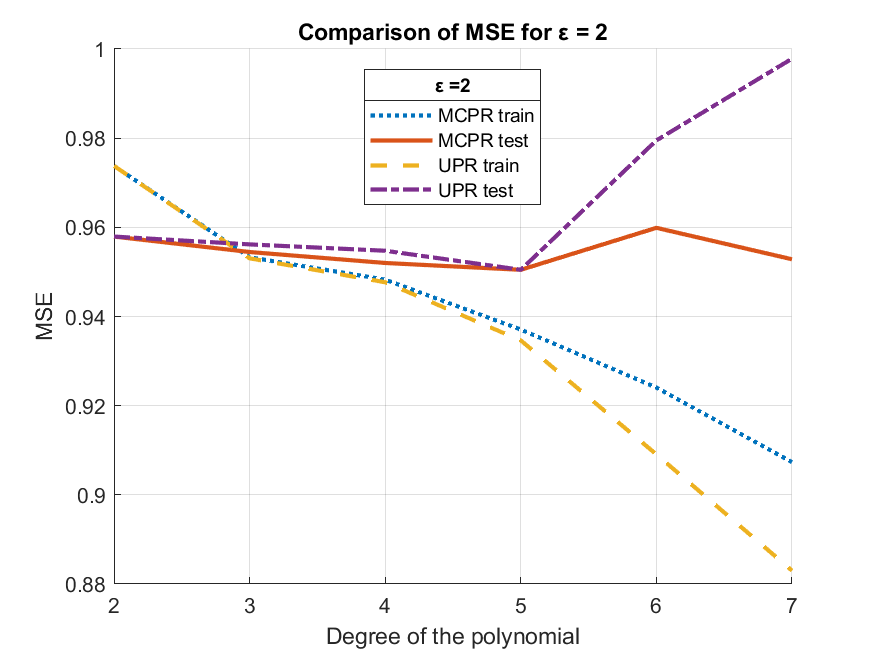 Comparison of MSE for ε = 2
1
0.98
0.96
0.94
0.92
0.9
0.88
MSE
ε =2
MCPR train
MCPR test
UPR train
UPR test
2 3 4 5 6 7
Degree of the polynomial